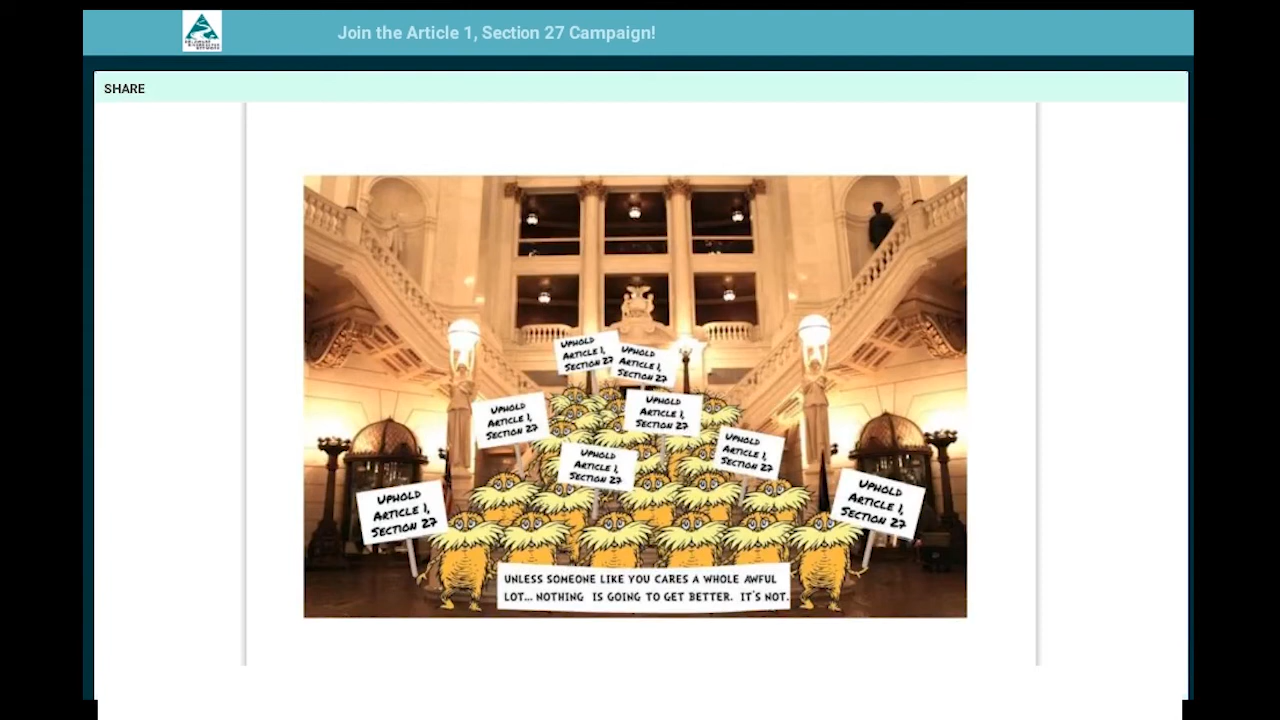 Join the Article 1, Section 27 Campaign!
DELAWARE
RIVERKEEPER
NETWORK
SHARE
UPHOLD
ARTICLE 1,
SECTION 27
UPHOLD
ARTICLE 1,
SECTION 27
UPHOLD
ARTICLE 1,
SECTION 27
UPHOLD
ARTICLE 1,
SECTION 27
UPHOLD
ARTICLE 1,
SECTION 27
UPHOLD
ARTICLE 1,
SECTION 27
UPHOLD
ARTICLE 1,
SECTION 27
UPHOLD
ARTICLE 1,
SECTION 27
UNLESS SOMEONE LIKE YOU CARES A WHOLE AWFUL
LOT... NOTHING IS GOING TO GET BETTER. IT'S NOT.